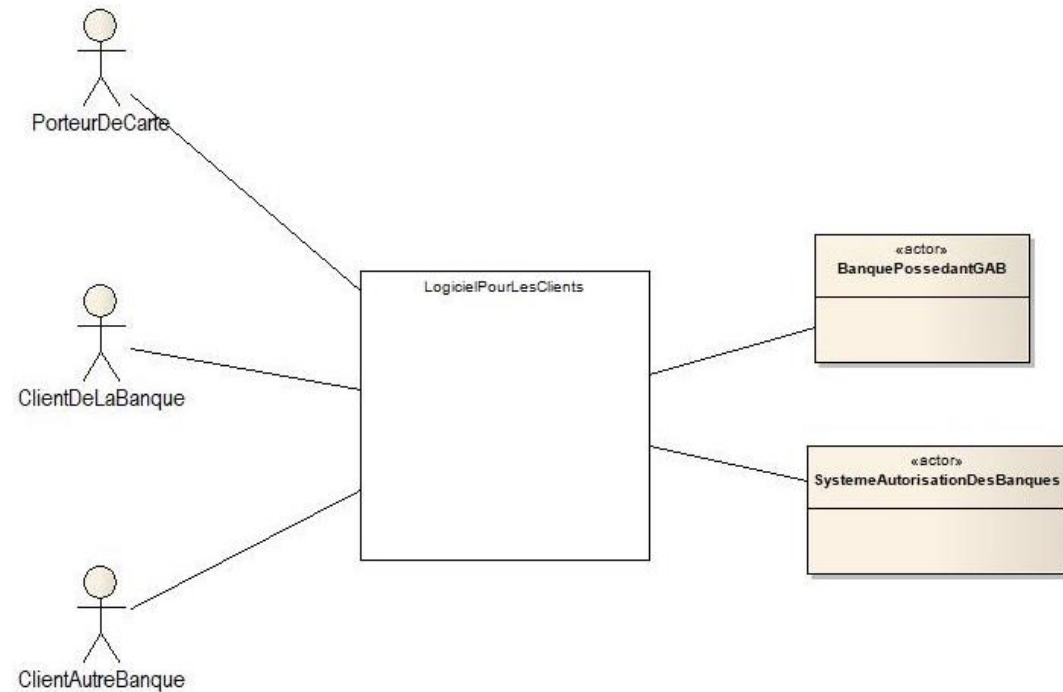 PorteurDeCarte
ClientDeLaBanque
ClientAutreBanque
LogicielPourLesClients
«actor»
BanquePossedantGAB
«actor»
SystemeAutorisationDesBanques